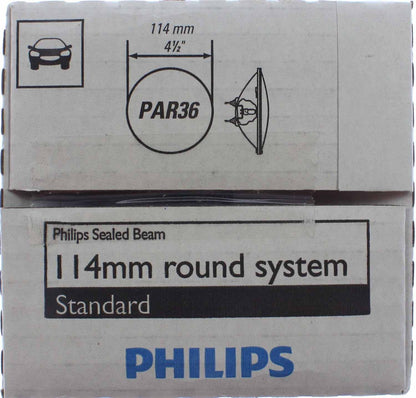 114 mm
4½"
PAR36
Philips Sealed Beam
114mm round system
Standard
PHILIPS